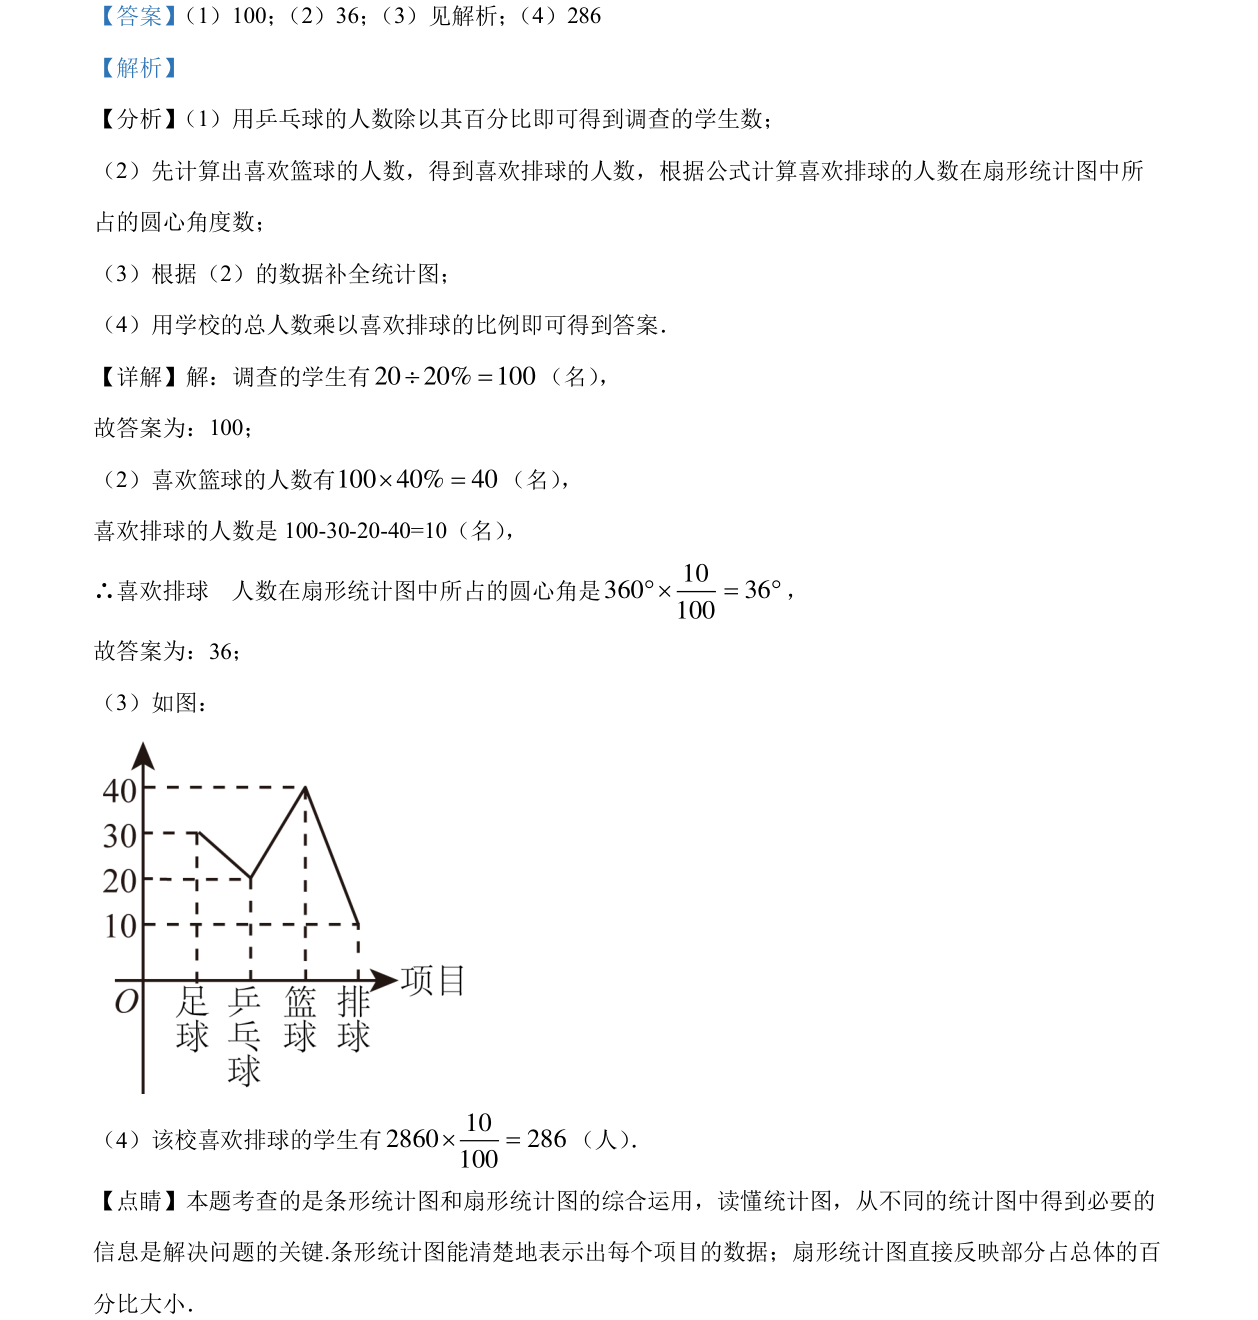 【答案】（1）100；（2）36；（3）见解析；（4）286
【解析】
【分析】（1）用乒乓球的人数除以其百分比即可得到调查的学生数；
（2）先计算出喜欢篮球的人数，得到喜欢排球的人数，根据公式计算喜欢排球的人数在扇形统计图中所
占的圆心角度数；
（3）根据（2）的数据补全统计图；
（4）用学校的总人数乘以喜欢排球的比例即可得到答案．
【详解】解：调查的学生有 20÷20% =100（名），
故答案为：100；
（2）喜欢篮球的人数有100×40% = 40（名），
喜欢排球的人数是 100-30-20-40=10（名），
∴喜欢排球 人数在扇形统计图中所占的圆心角是360°×10/100 = 36°，
故答案为：36；
（3）如图：
40
30
20
10
O
足球
乒乓球
篮球
排球
项目
（4）该校喜欢排球的学生有 2860×10/100 = 286（人）．
【点睛】本题考查的是条形统计图和扇形统计图的综合运用，读懂统计图，从不同的统计图中得到必要的
信息是解决问题的关键.条形统计图能清楚地表示出每个项目的数据；扇形统计图直接反映部分占总体的百
分比大小．